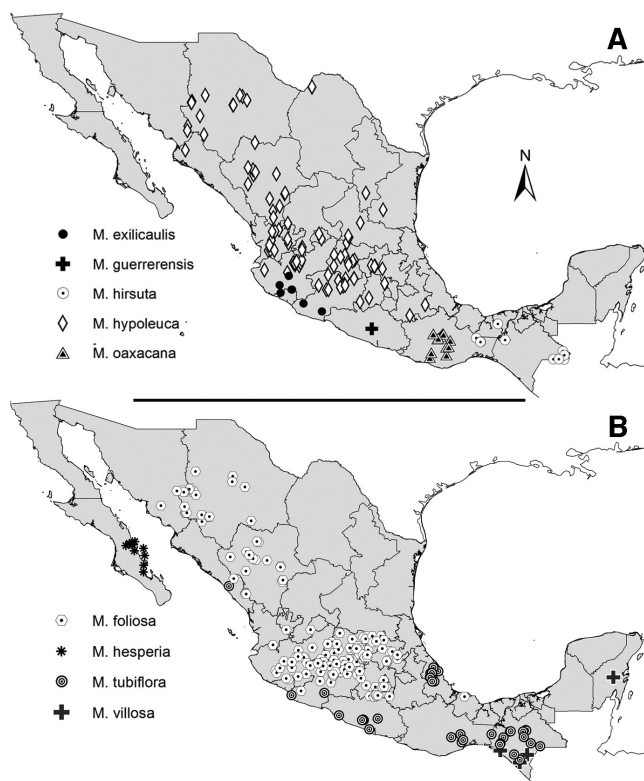 A
N
M. exilicaulis
M. guerrerensis
M. hirsuta
M. hypoleuca
M. oaxacana
B
M. foliosa
M. hesperia
M. tubiflora
M. villosa